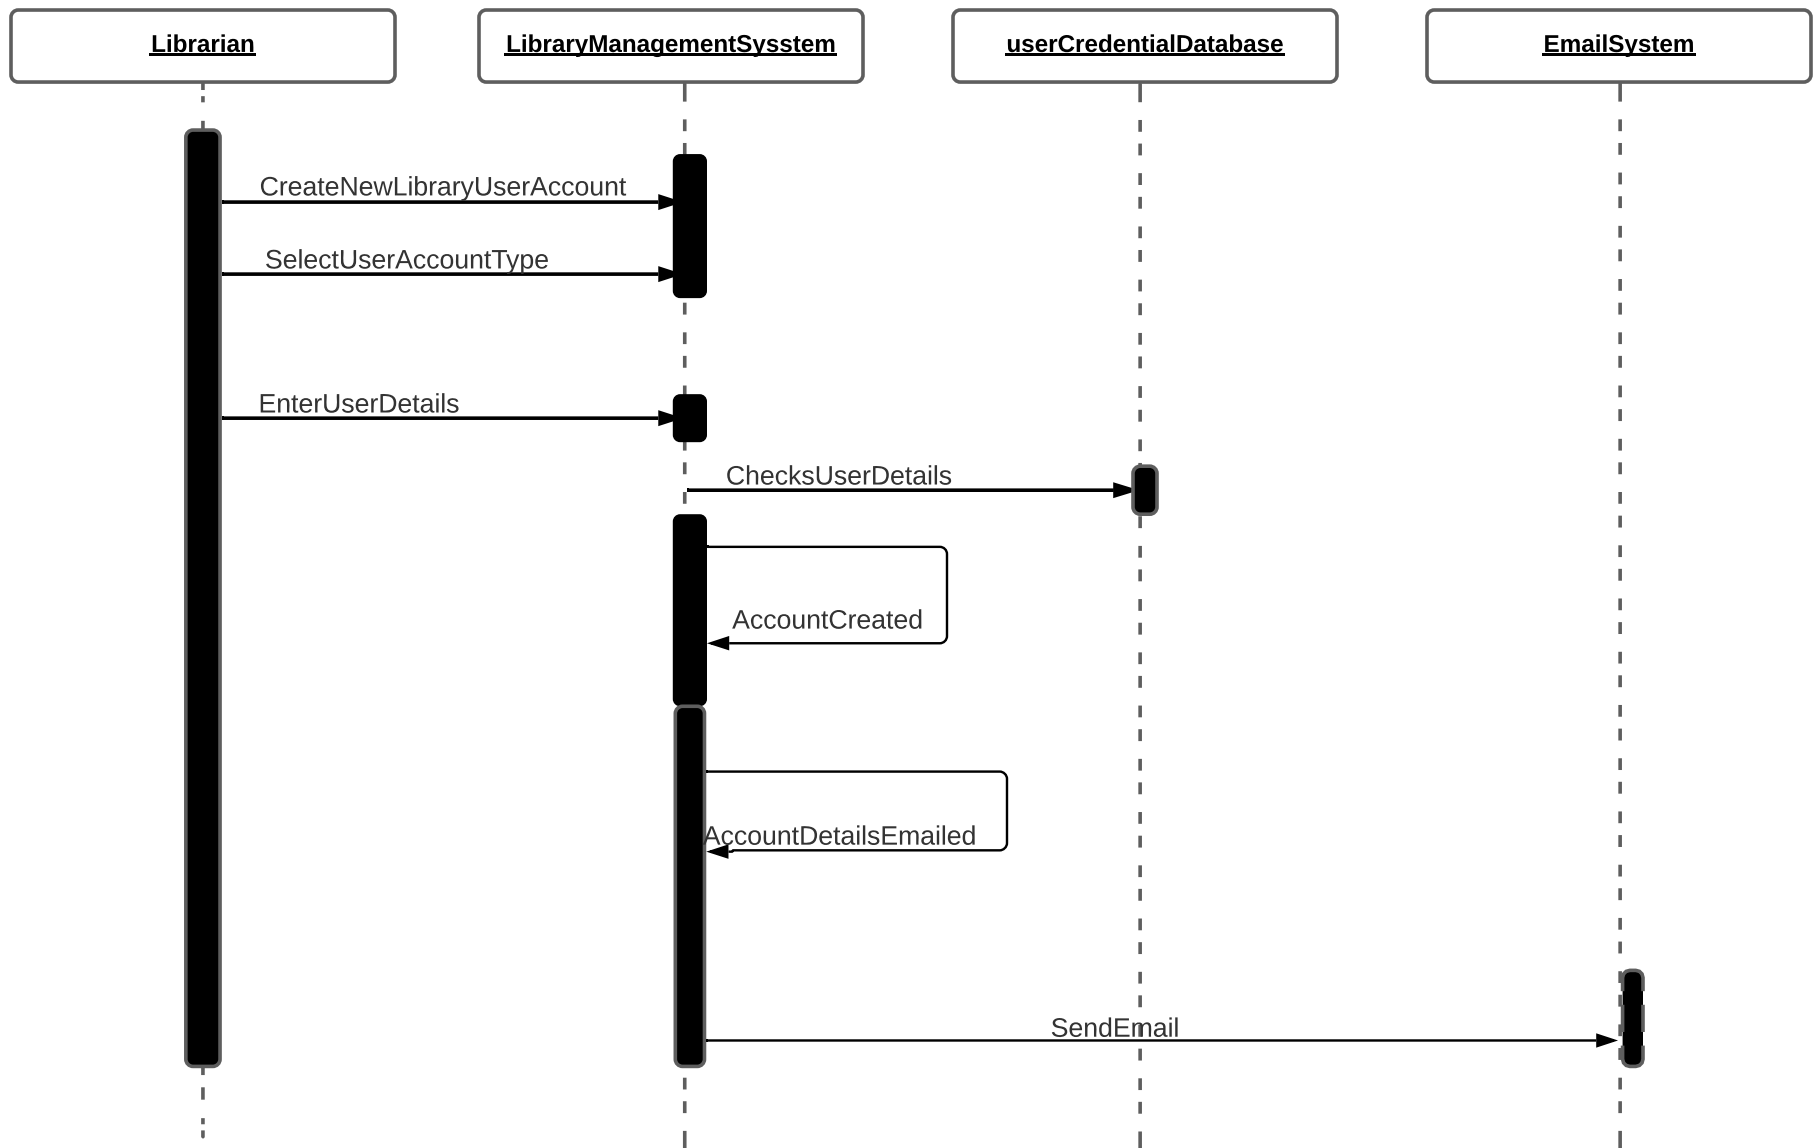 Librarian
LibraryManagementSysstem
userCredentialDatabase
EmailSystem
CreateNewLibraryUserAccount
SelectUserAccountType
EnterUserDetails
ChecksUserDetails
AccountCreated
AccountDetailsEmailed
SendEmail